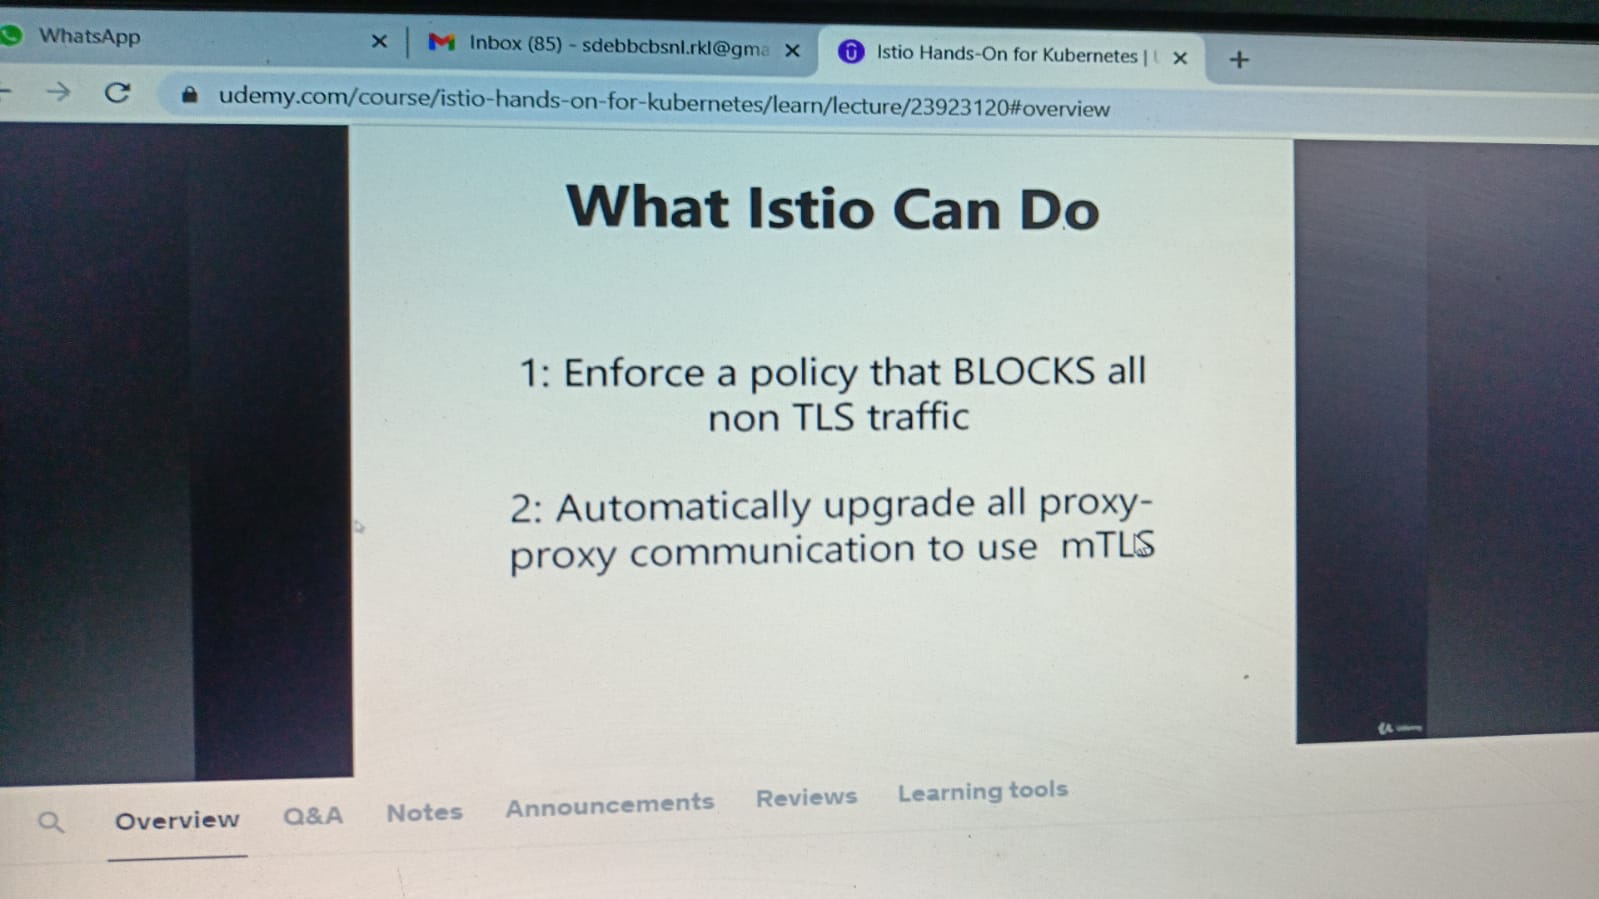 WhatsApp
Inbox (85) - sdebbcbsnl.rkl@gma
Istio Hands-On for Kubernetes |
udemy.com/course/istio-hands-on-for-kubernetes/learn/lecture/23923120#overview
What Istio Can Do
1: Enforce a policy that BLOCKS all
non TLS traffic
2: Automatically upgrade all proxy-
proxy communication to use mTLS
Overview
Q&A
Notes
Announcements
Reviews
Learning tools